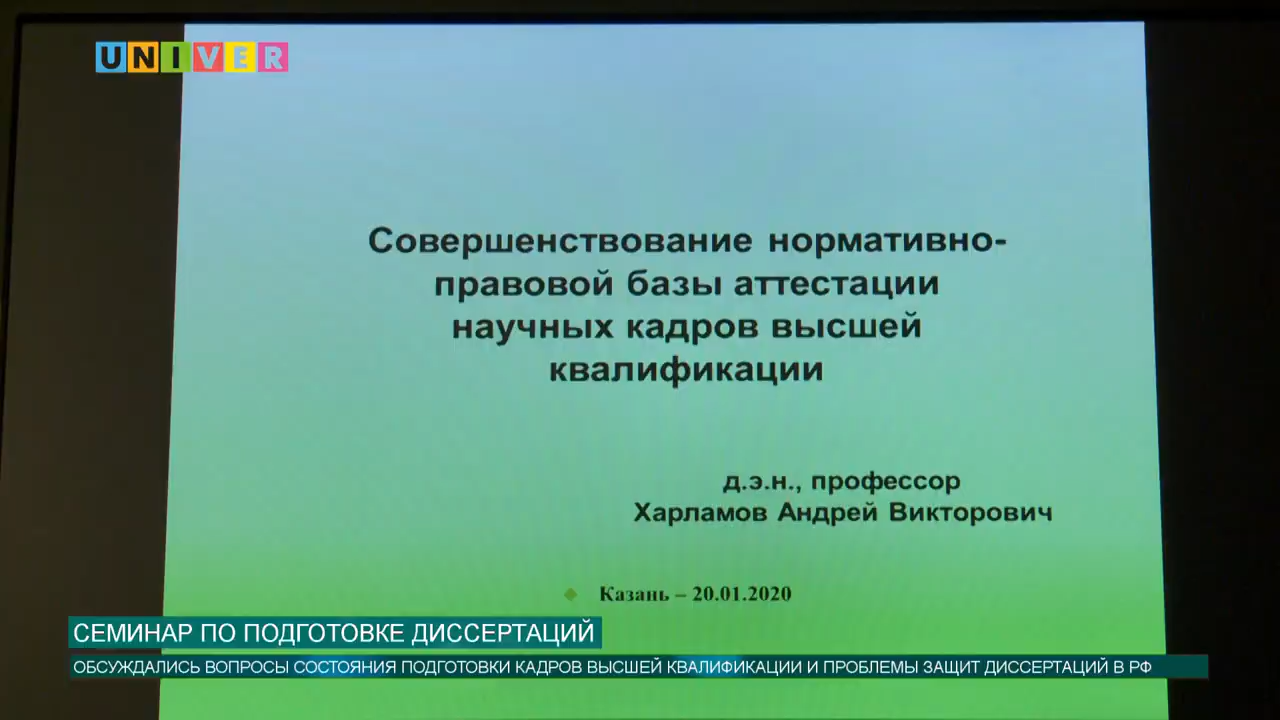 UNIVER
Совершенствование нормативно-
правовой базы аттестации
научных кадров высшей
квалификации
д.э.н., профессор
Харламов Андрей Викторович
Казань – 20.01.2020
СЕМИНАР ПО ПОДГОТОВКЕ ДИССЕРТАЦИЙ
ОБСУЖДАЛИСЬ ВОПРОСЫ СОСТОЯНИЯ ПОДГОТОВКИ КАДРОВ ВЫСШЕЙ КВАЛИФИКАЦИИ И ПРОБЛЕМЫ ЗАЩИТ ДИССЕРТАЦИЙ В РФ